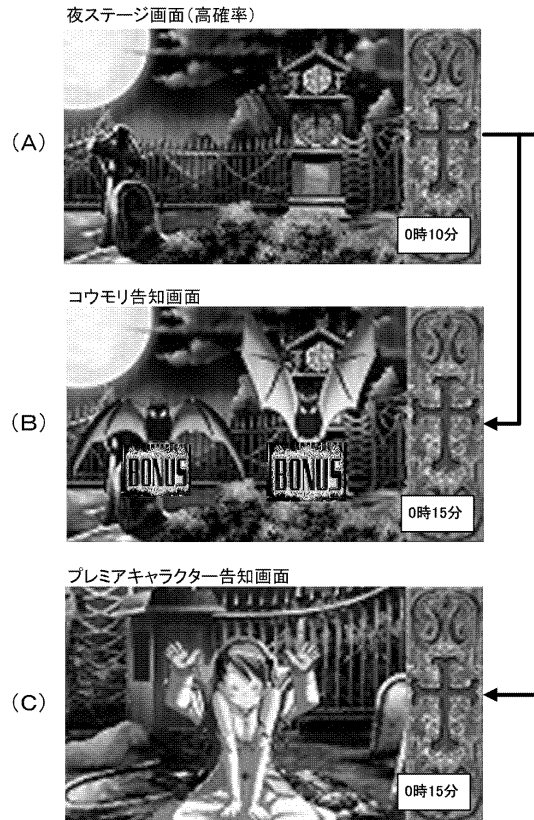 夜ステージ画面(高確率)
(A)
0時10分
コウモリ告知画面
(B)
BONUS
BONUS
0時15分
プレミアキャラクター告知画面
(C)
0時15分